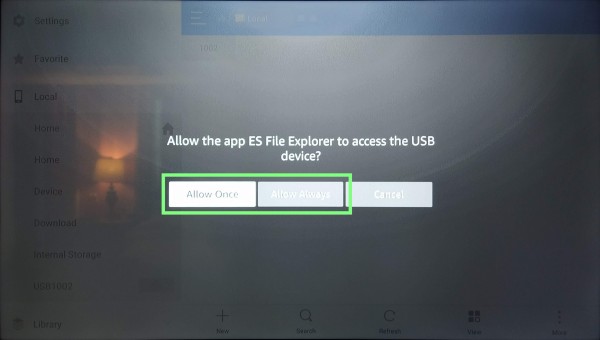 Settings
Favorite
Local
Home
Home
Device
Download
Internal Storage
USB1002
Library
Local
Allow the app ES File Explorer to access the USB
device?
Allow Once
Allow Always
Cancel
New
Search
Refresh
View
More